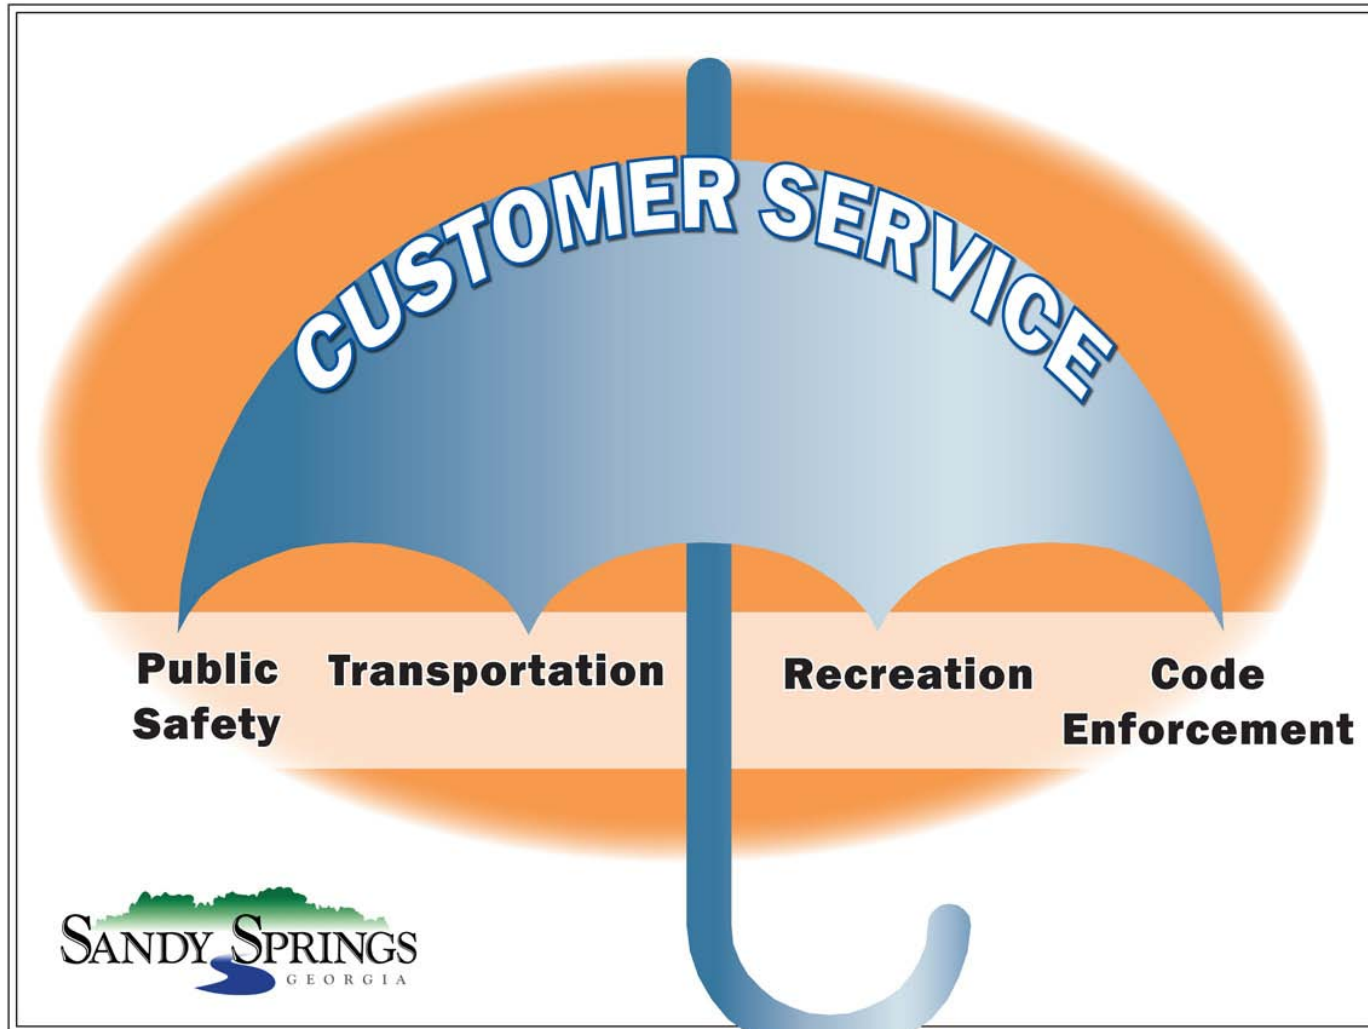 CUSTOMER SERVICE
Public
Safety
Transportation
Recreation
Code
Enforcement
SANDY SPRINGS
GEORGIA